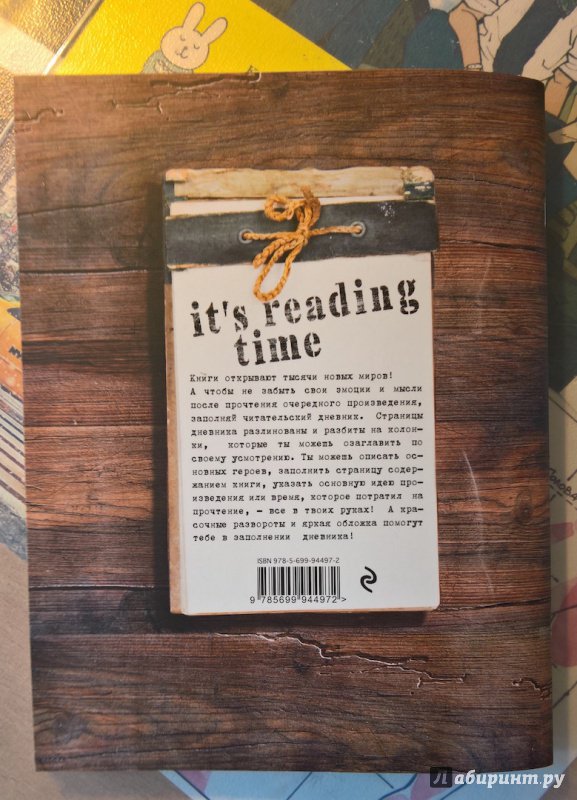 it's reading
time
Книги открывают тысячи новых миров!
А чтобы не забыть свои эмоции и мысли
после прочтения очередного произведения,
заполняй читательский дневник. Страницы
дневника разлинованы и разбиты на колон-
ки, которые ты можешь озаглавить по
своему усмотрению. Ты можешь описать ос-
новных героев, заполнить страницу содер-
жанием книги, указать основную идею про-
изведения или время, которое потратил на
прочтение, – все в твоих руках! А кра-
сочные развороты и яркая обложка помогут
тебе в заполнении дневника!
ISBN 978-5-699-94497-2
9 785699 944972>
Лабиринт.ру